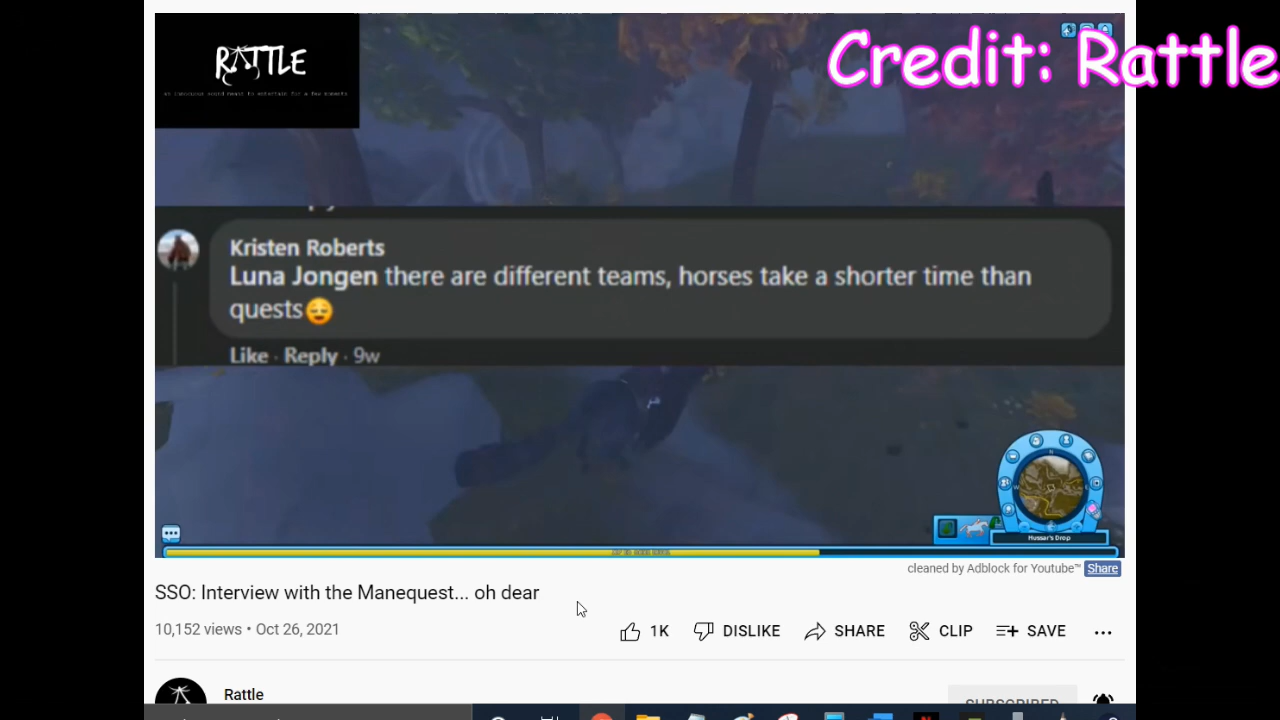 RATTLE
Credit: Rattle
Kristen Roberts
Luna Jongen there are different teams, horses take a shorter time than
quests
Like · Reply · 9w
Hussar's Drop
cleaned by Adblock for Youtube™ Share
SSO: Interview with the Manequest... oh dear
10,152 views • Oct 26, 2021
1K DISLIKE SHARE CLIP SAVE
Rattle
SUBSCRIBED